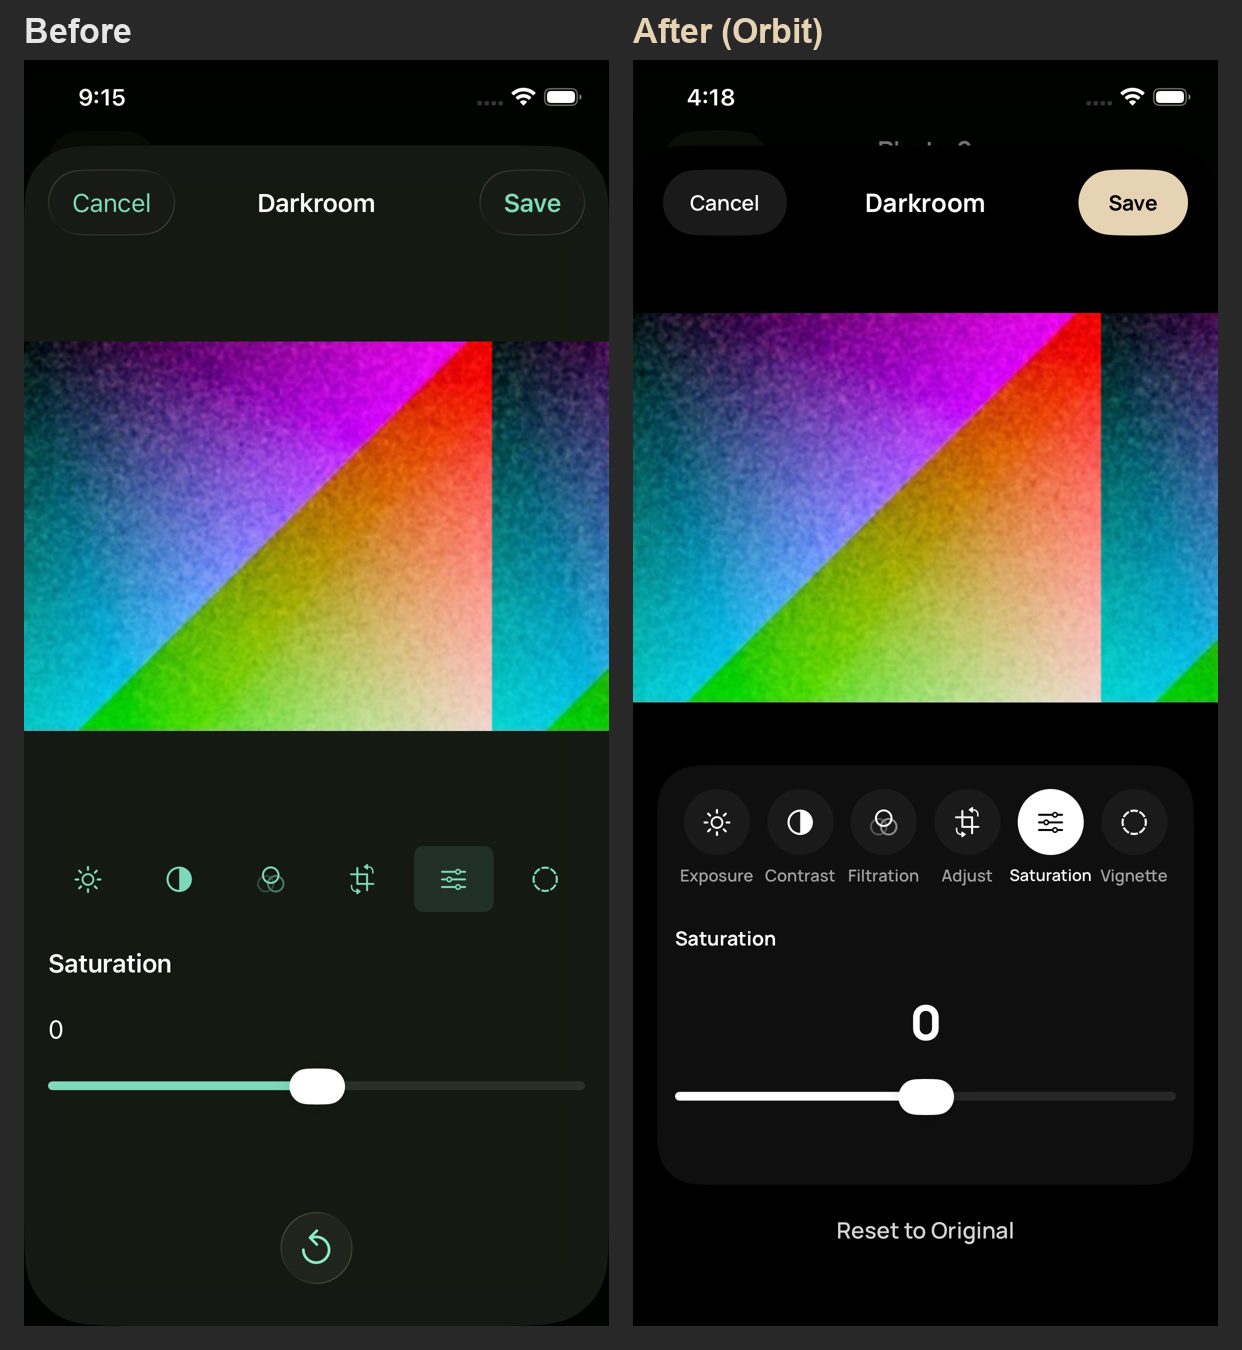 Before
9:15
Cancel
Darkroom
Save
Saturation
0
After (Orbit)
4:18
Cancel
Darkroom
Save
Exposure Contrast Filtration Adjust Saturation Vignette
Saturation
0
Reset to Original